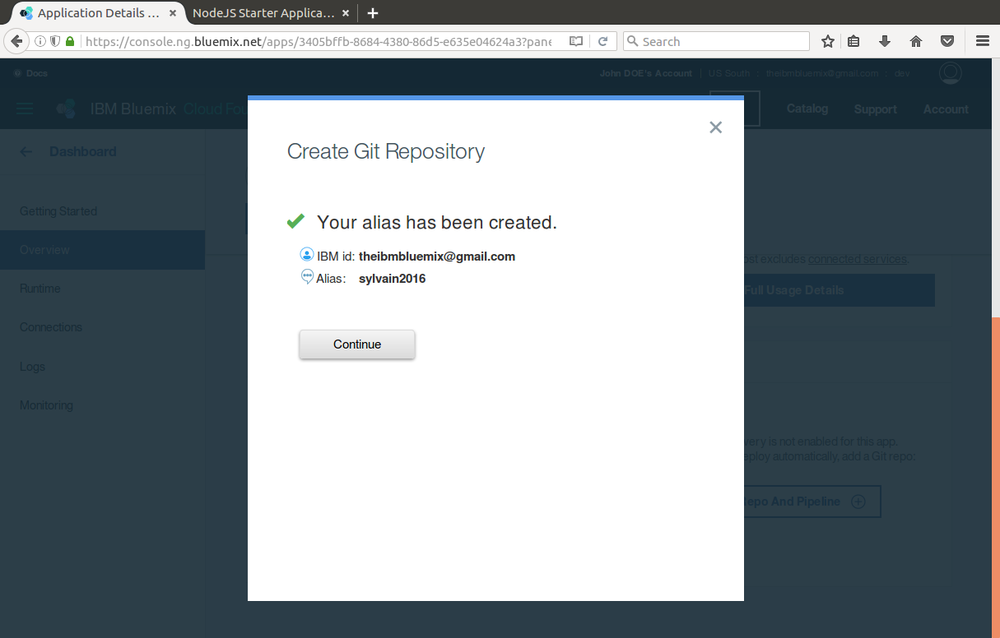 Application Details ...
NodeJS Starter Applica...
https://console.ng.bluemix.net/apps/3405bffb-8684-4380-86d5-e635e04624a3?pane
Search
Docs
John DOE's Account
US South : theibmbluemix@gmail.com : dev
IBM Bluemix Cloud Fou
Catalog
Support
Account
Dashboard
Getting Started
Overview
Runtime
Connections
Logs
Monitoring
Create Git Repository
Your alias has been created.
IBM id: theibmbluemix@gmail.com
Alias: sylvain2016
Continue
ost excludes connected services.
Full Usage Details
very is not enabled for this app.
eploy automatically, add a Git repo:
Repo And Pipeline